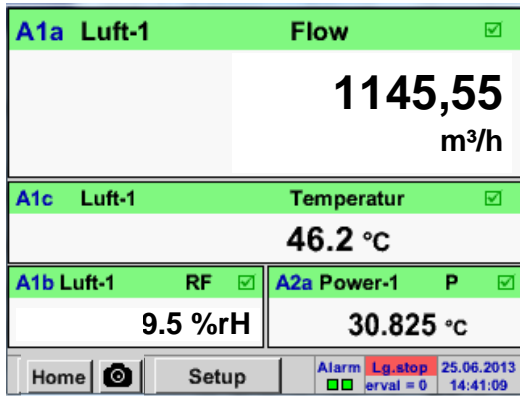 A1a Luft-1 Flow
1145,55
m³/h
A1c Luft-1 Temperatur
46.2 °C
A1b Luft-1 RF
9.5 %rH
A2a Power-1 P
30.825 °C
Home Setup
Alarm
Lg.stop
erval = 0
25.06.2013
14:41:09